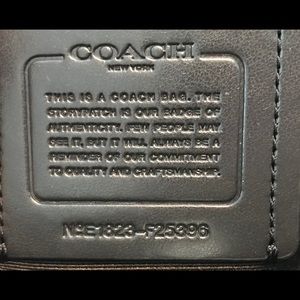 COACH
NEW YORK
THIS IS A COACH BAG. THE
STORYPATCH IS OUR BADGE OF
AUTHENTICITY. FEW PEOPLE MAY
SEE IT, BUT IT WILL ALWAYS BE A
REMINDER OF OUR COMMITMENT
TO QUALITY AND CRAFTSMANSHIP.
Nº E1823-F25396